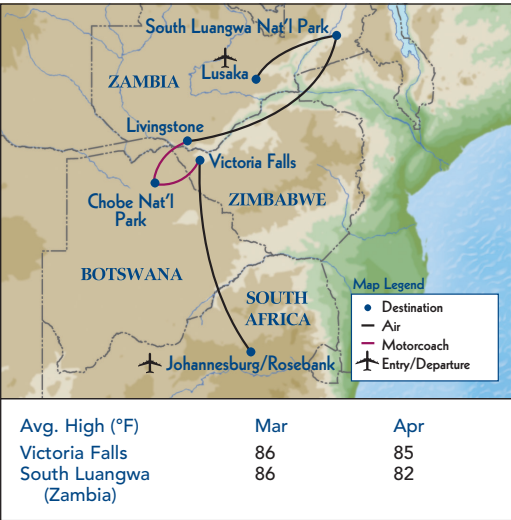 South Luangwa Nat'l Park
ZAMBIA
Lusaka
Livingstone
Victoria Falls
Chobe Nat'l
Park
ZIMBABWE
BOTSWANA
SOUTH
AFRICA
Johannesburg/Rosebank
Map Legend
Destination
Air
Motorcoach
Entry/Departure
Avg. High (°F) Mar Apr
Victoria Falls 86 85
South Luangwa 86 82
(Zambia)